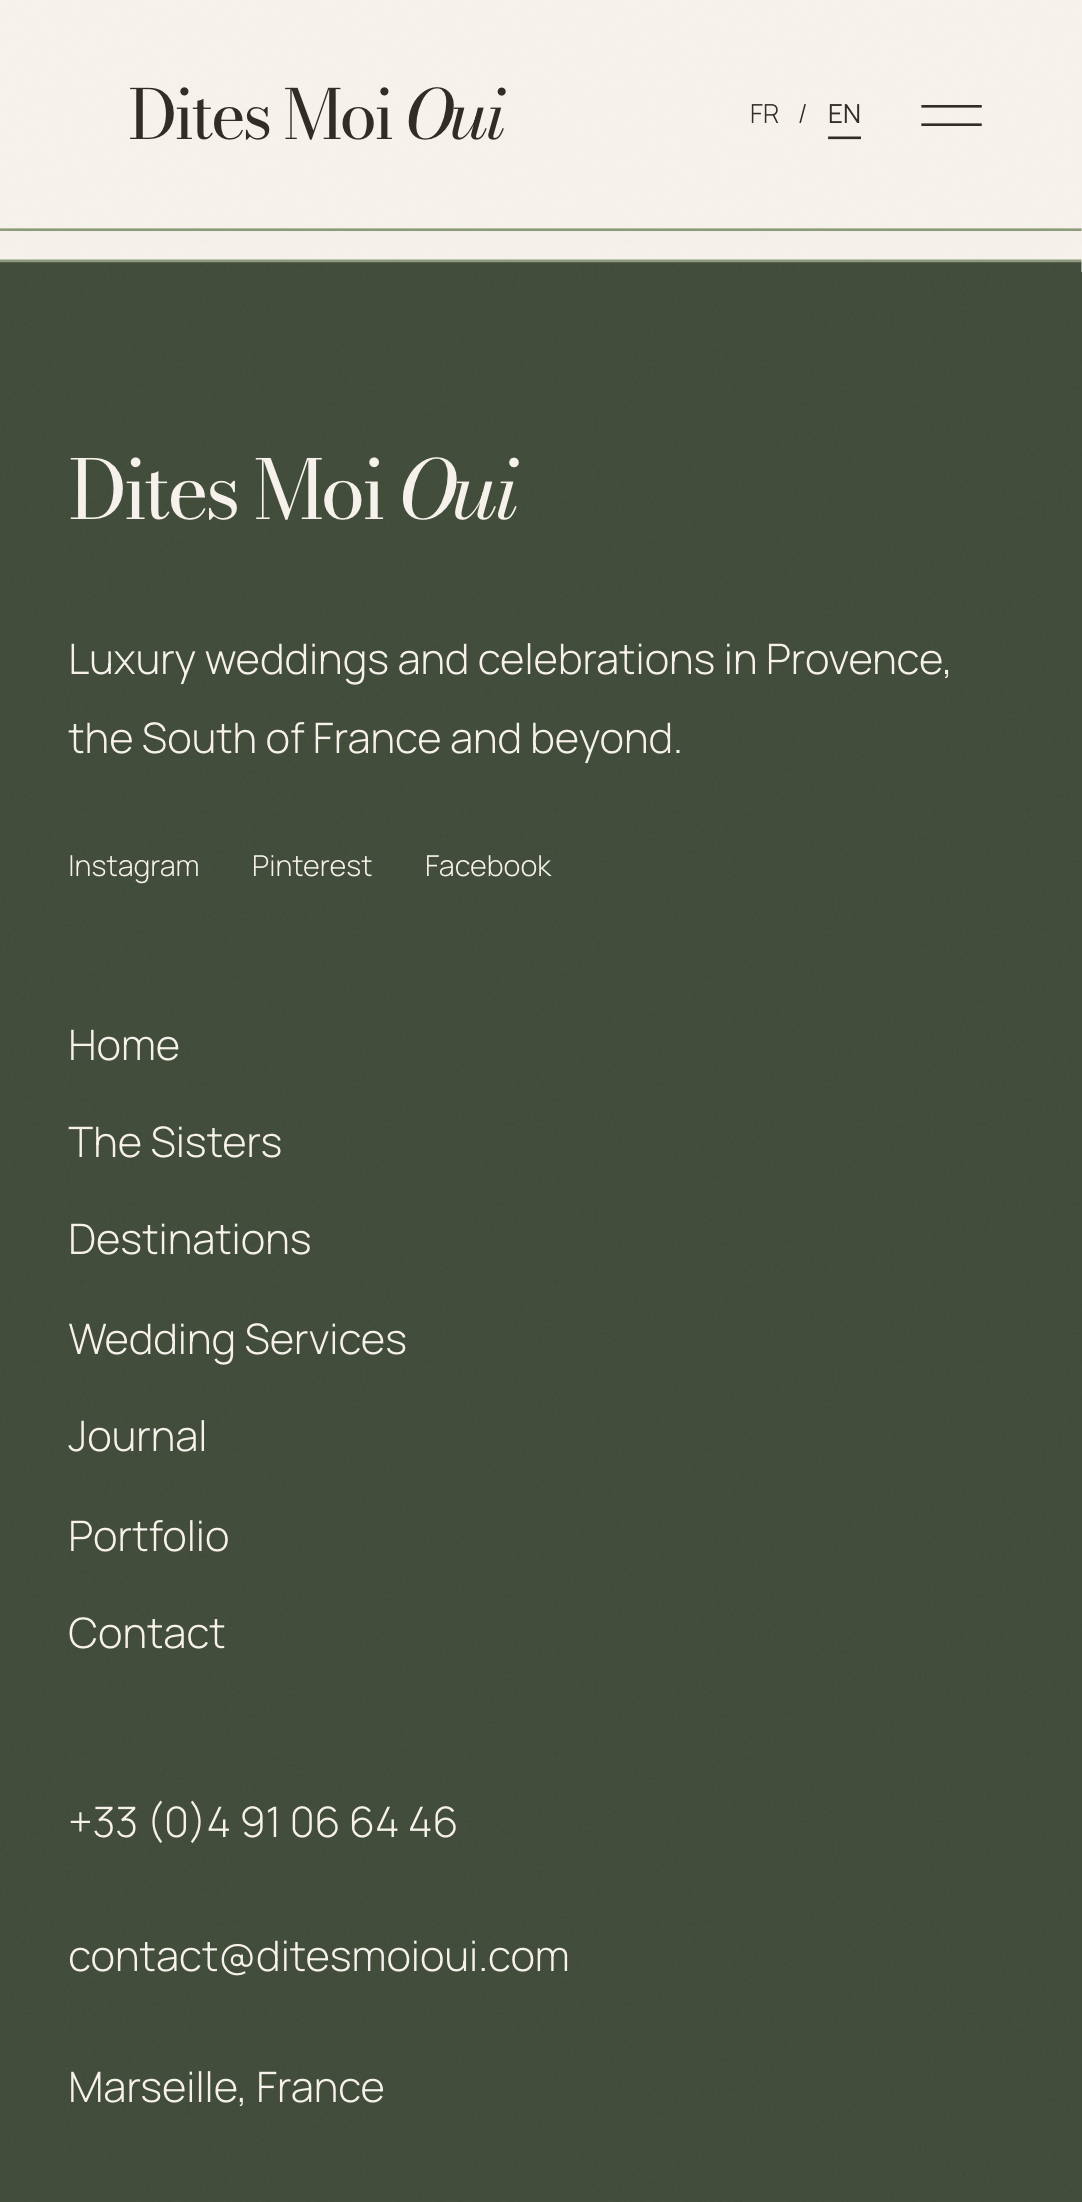 Dites Moi Oui
FR / EN
Dites Moi Oui
Luxury weddings and celebrations in Provence,
the South of France and beyond.
Instagram Pinterest Facebook
Home
The Sisters
Destinations
Wedding Services
Journal
Portfolio
Contact
+33 (0)4 91 06 64 46
contact@ditesmoioui.com
Marseille, France